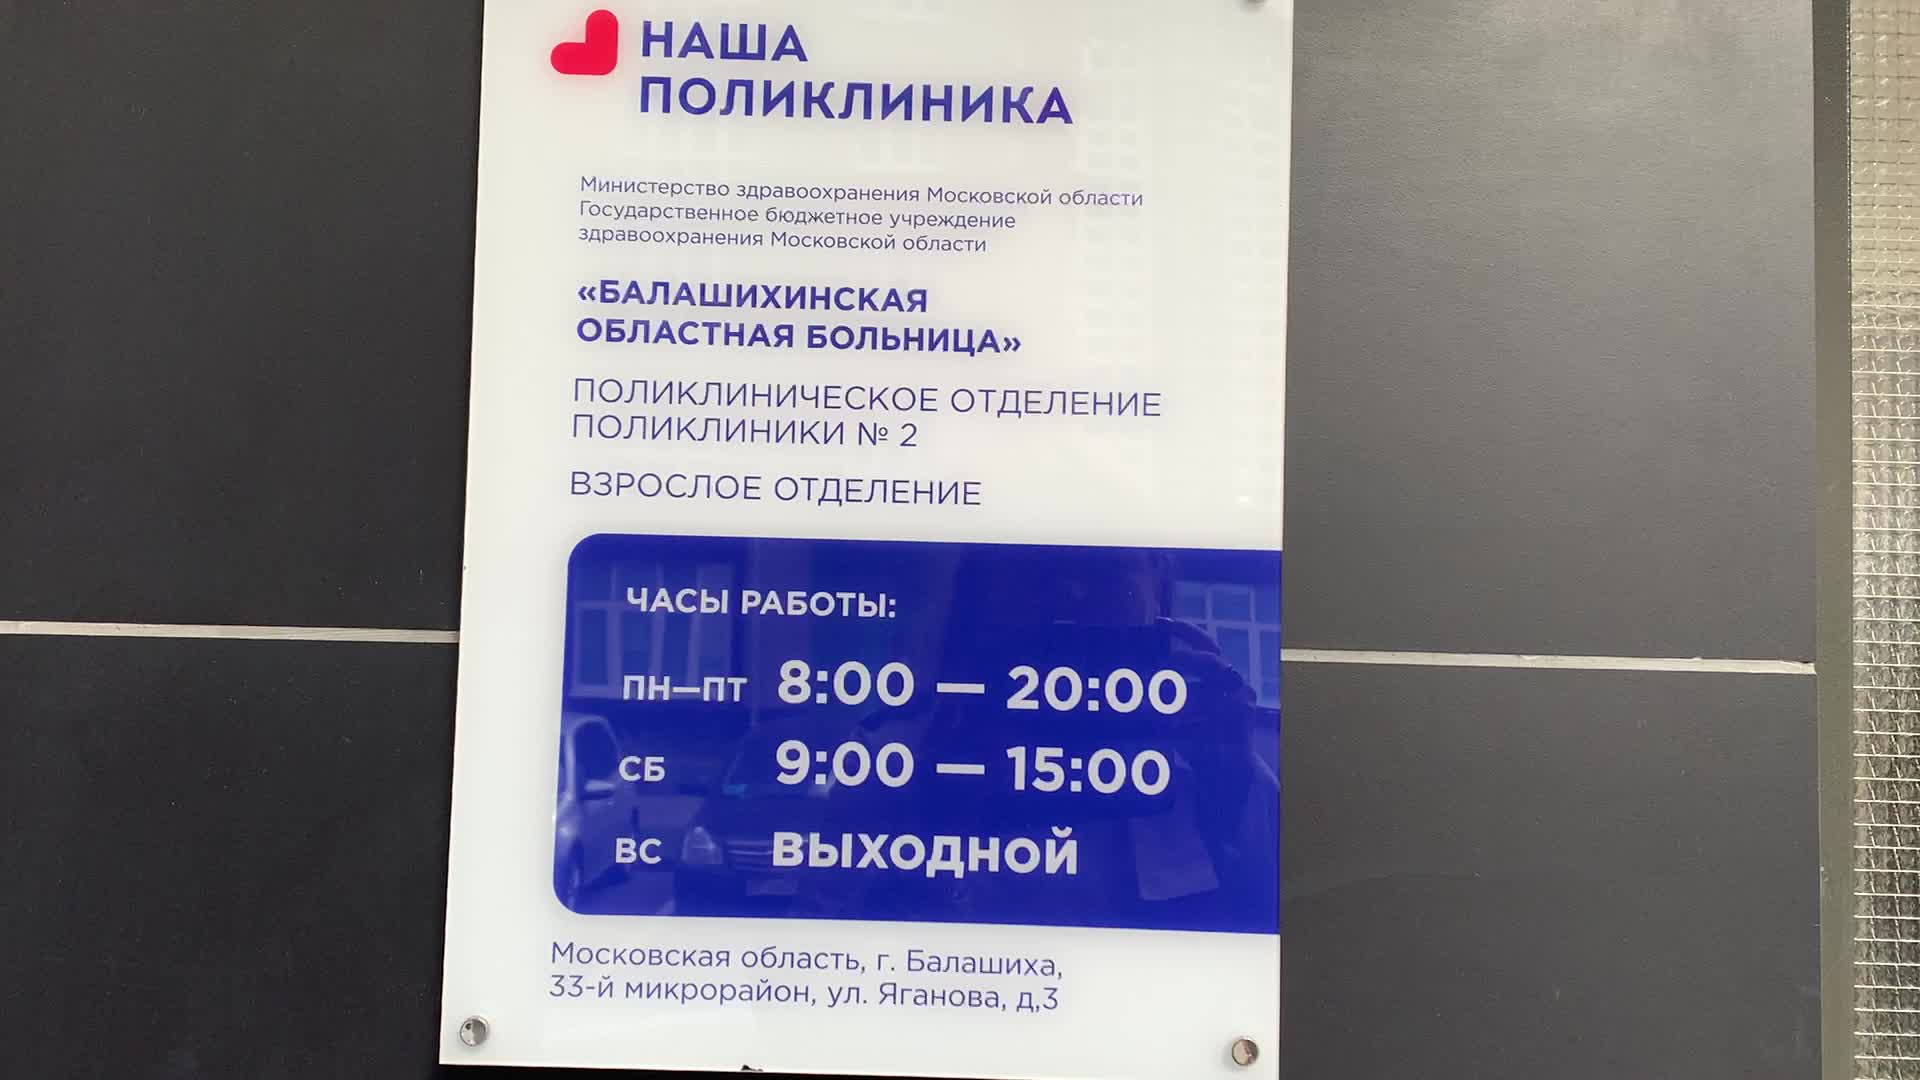 НАША
ПОЛИКЛИНИКА
Министерство здравоохранения Московской области
Государственное бюджетное учреждение
здравоохранения Московской области
«БАЛАШИХИНСКАЯ
ОБЛАСТНАЯ БОЛЬНИЦА»
ПОЛИКЛИНИЧЕСКОЕ ОТДЕЛЕНИЕ
ПОЛИКЛИНИКИ № 2
ВЗРОСЛОЕ ОТДЕЛЕНИЕ
ЧАСЫ РАБОТЫ:
ПН—ПТ 8:00 — 20:00
СБ 9:00 — 15:00
ВС ВЫХОДНОЙ
Московская область, г. Балашиха,
33-й микрорайон, ул. Яганова, д,3